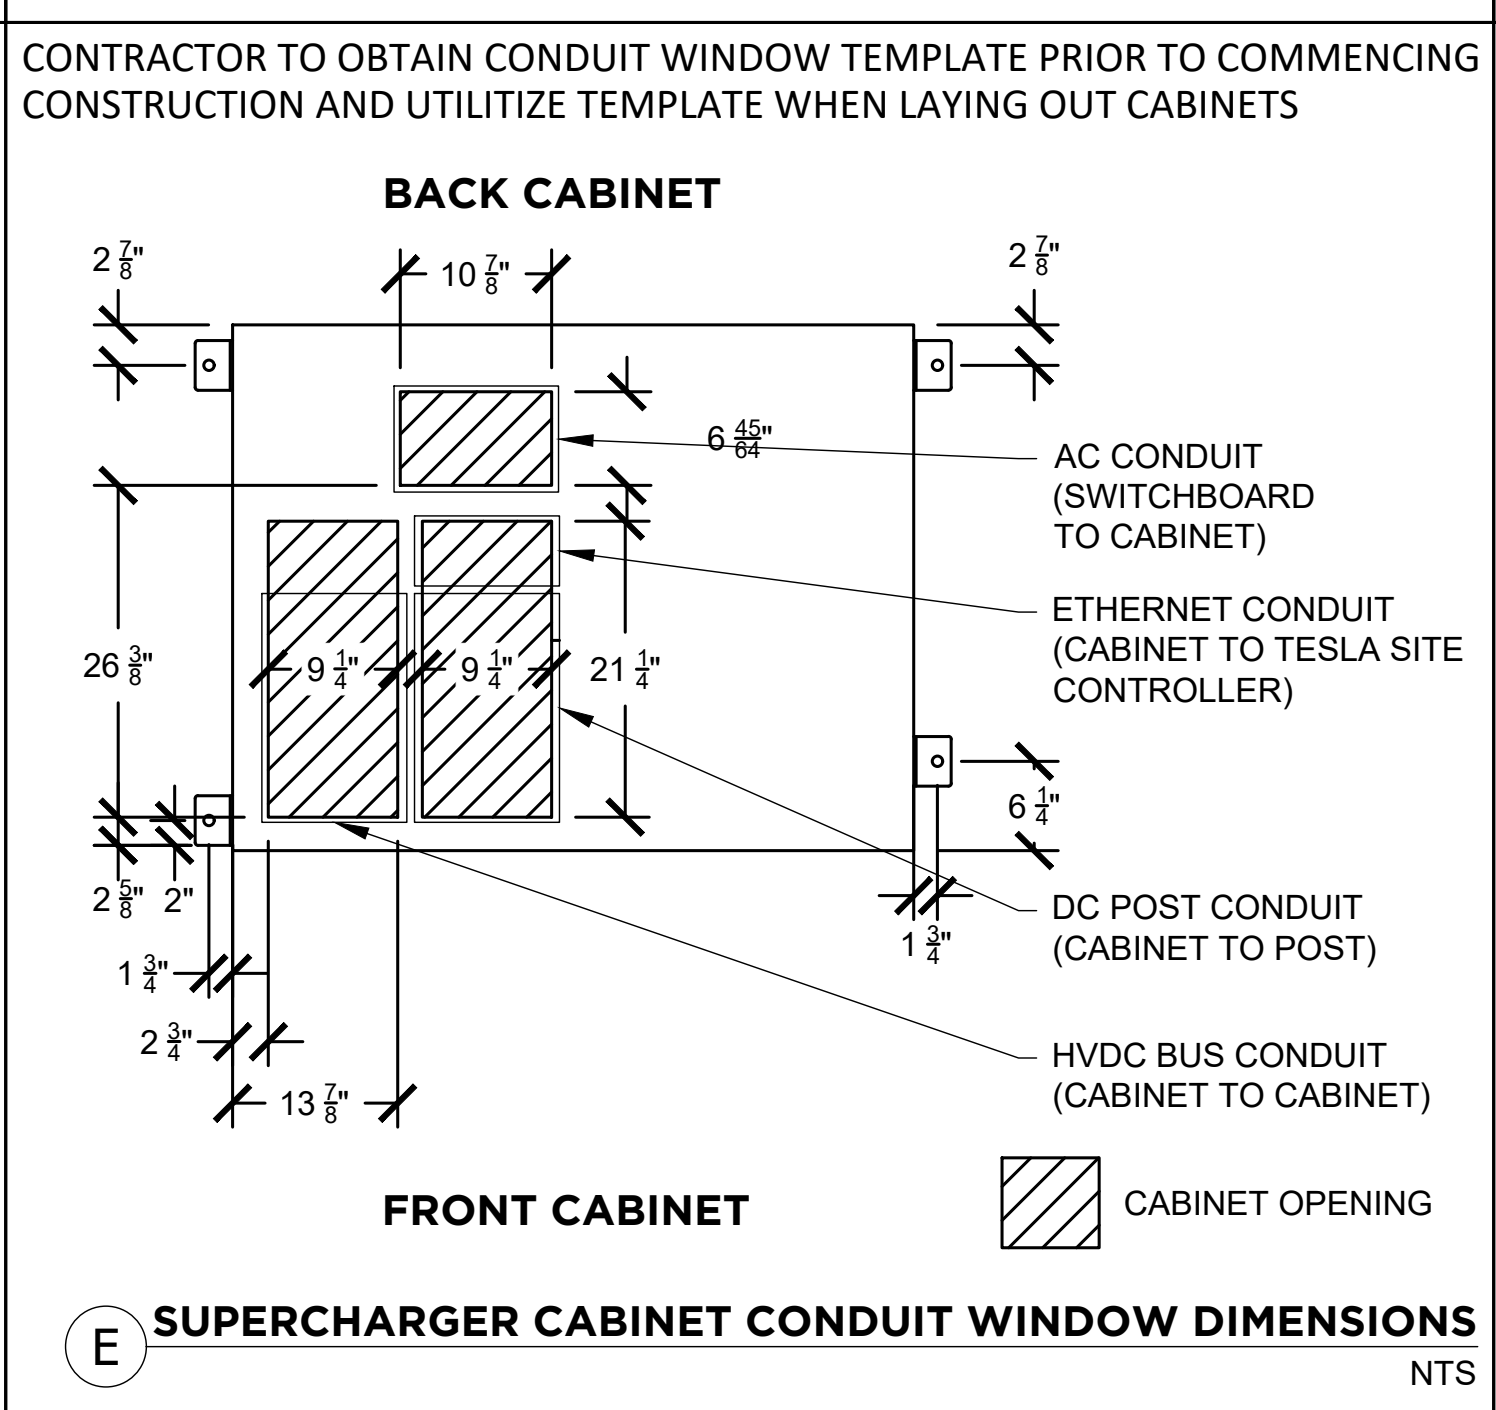 CONTRACTOR TO OBTAIN CONDUIT WINDOW TEMPLATE PRIOR TO COMMENCING
CONSTRUCTION AND UTILITIZE TEMPLATE WHEN LAYING OUT CABINETS
BACK CABINET
2 7/8"
10 7/8"
2 7/8"
6 45/64"
AC CONDUIT
(SWITCHBOARD
TO CABINET)
ETHERNET CONDUIT
(CABINET TO TESLA SITE
CONTROLLER)
26 3/8"
9 1/4"
9 1/4"
21 1/4"
6 1/4"
2 5/8"
2"
DC POST CONDUIT
(CABINET TO POST)
1 3/4"
1 3/4"
2 3/4"
HVDC BUS CONDUIT
(CABINET TO CABINET)
13 7/8"
FRONT CABINET
CABINET OPENING
E
SUPERCHARGER CABINET CONDUIT WINDOW DIMENSIONS
NTS